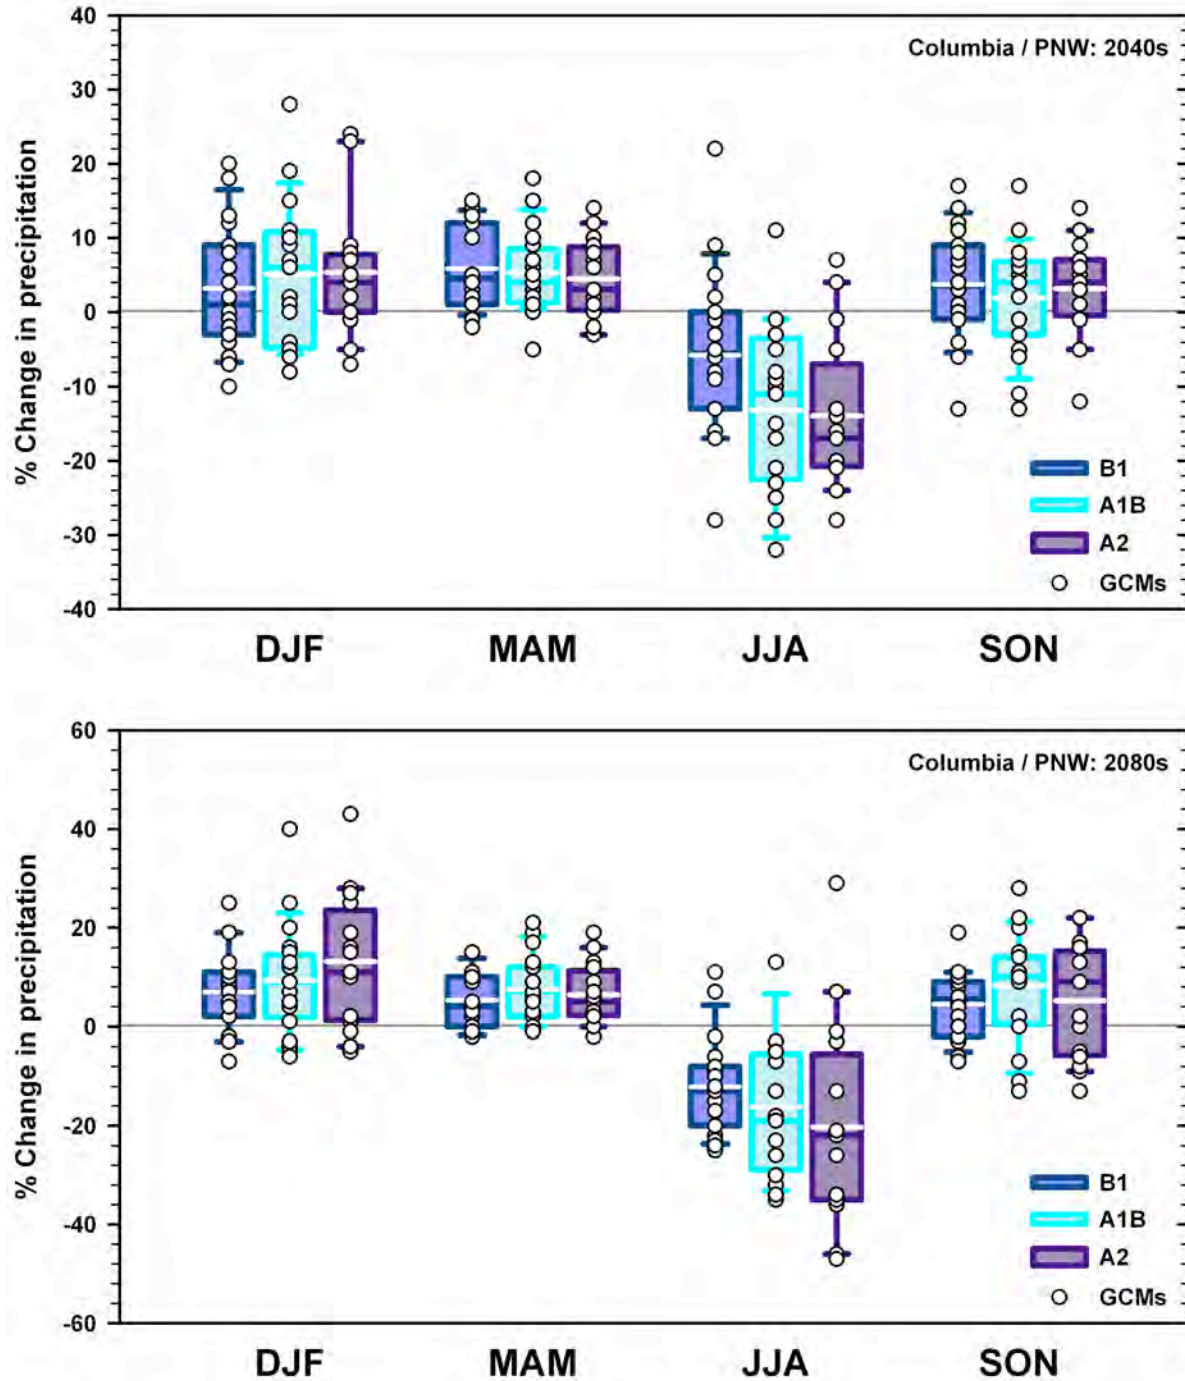 40
Columbia / PNW: 2040s
30
20
10
0
-10
-20
-30
-40
% Change in precipitation
B1
A1B
A2
GCMs
DJF MAM JJA SON
60
Columbia / PNW: 2080s
40
20
0
-20
-40
-60
% Change in precipitation
B1
A1B
A2
GCMs
DJF MAM JJA SON